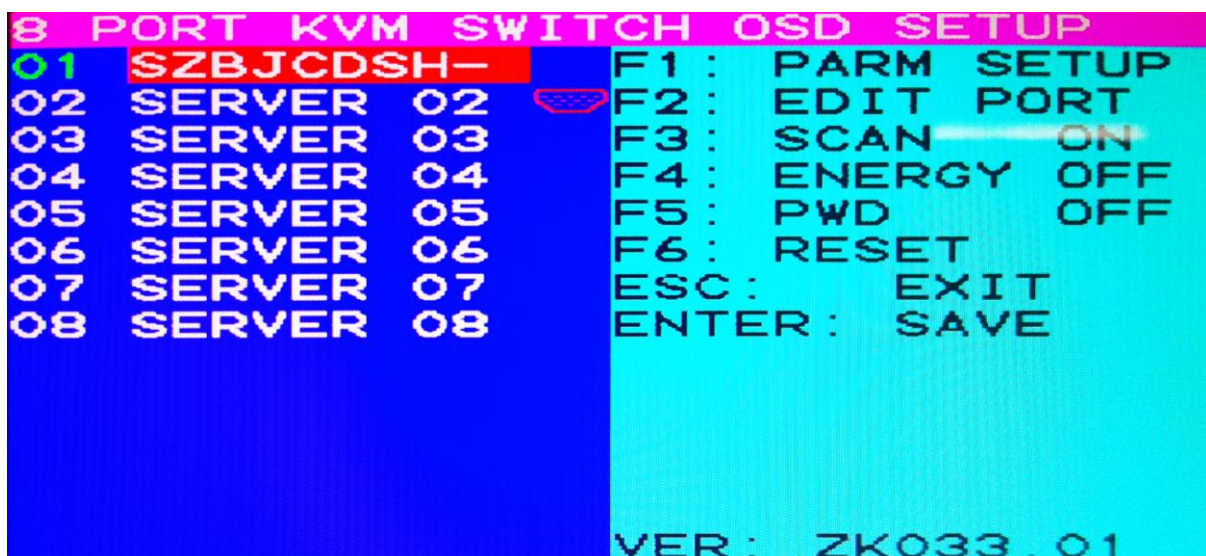 8 PORT KVM SWITCH OSD SETUP
01 SZBJCDSH-
02 SERVER 02
03 SERVER 03
04 SERVER 04
05 SERVER 05
06 SERVER 06
07 SERVER 07
08 SERVER 08
F1: PARM SETUP
F2: EDIT PORT
F3: SCAN ON
F4: ENERGY OFF
F5: PWD OFF
F6: RESET
ESC: EXIT
ENTER: SAVE
VER: ZK033.01